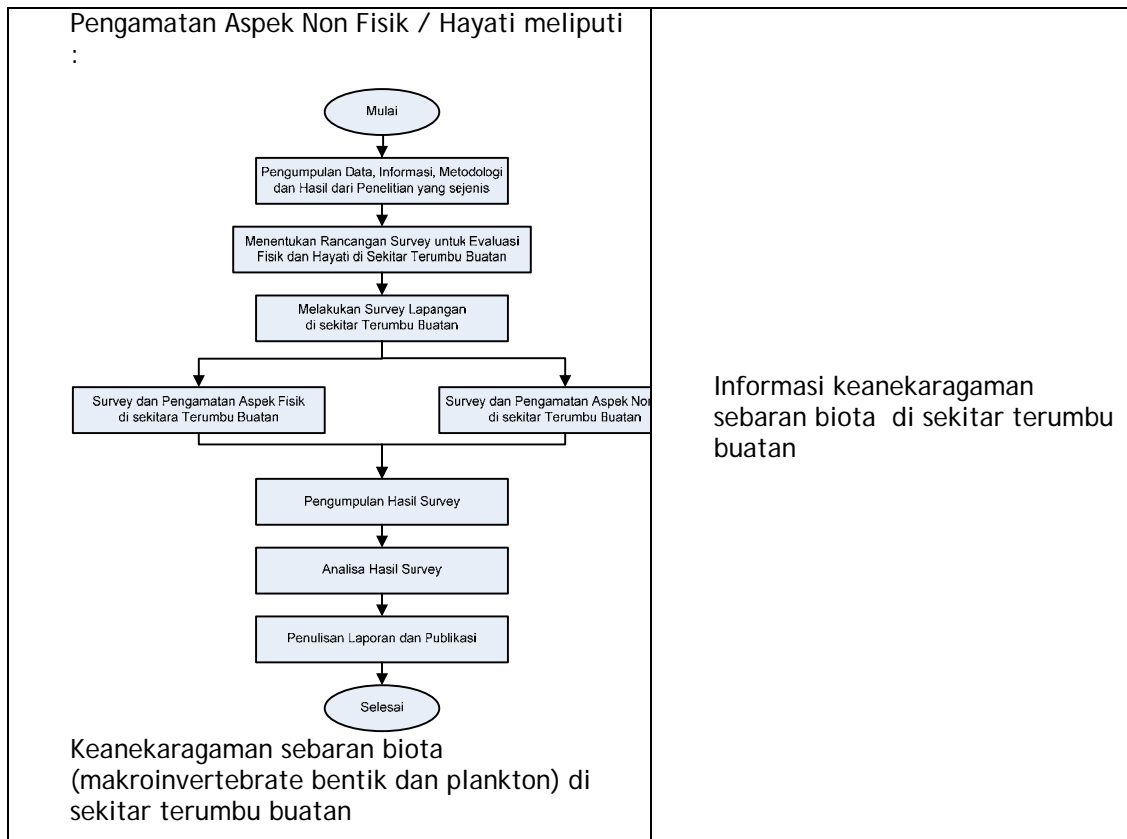 Pengamatan Aspek Non Fisik / Hayati meliputi
:
Mulai
Pengumpulan Data, Informasi, Metodologi
dan Hasil dari Penelitian yang sejenis
Menentukan Rancangan Survey untuk Evaluasi
Fisik dan Hayati di Sekitar Terumbu Buatan
Melakukan Survey Lapangan
di sekitar Terumbu Buatan
Survey dan Pengamatan Aspek Fisik
di sekitara Terumbu Buatan
Survey dan Pengamatan Aspek Non
di sekitar Terumbu Buatan
Pengumpulan Hasil Survey
Analisa Hasil Survey
Penulisan Laporan dan Publikasi
Selesai
Keanekaragaman sebaran biota
(makroinvertebrate bentik dan plankton) di
sekitar terumbu buatan
Informasi keanekaragaman
sebaran biota di sekitar terumbu
buatan